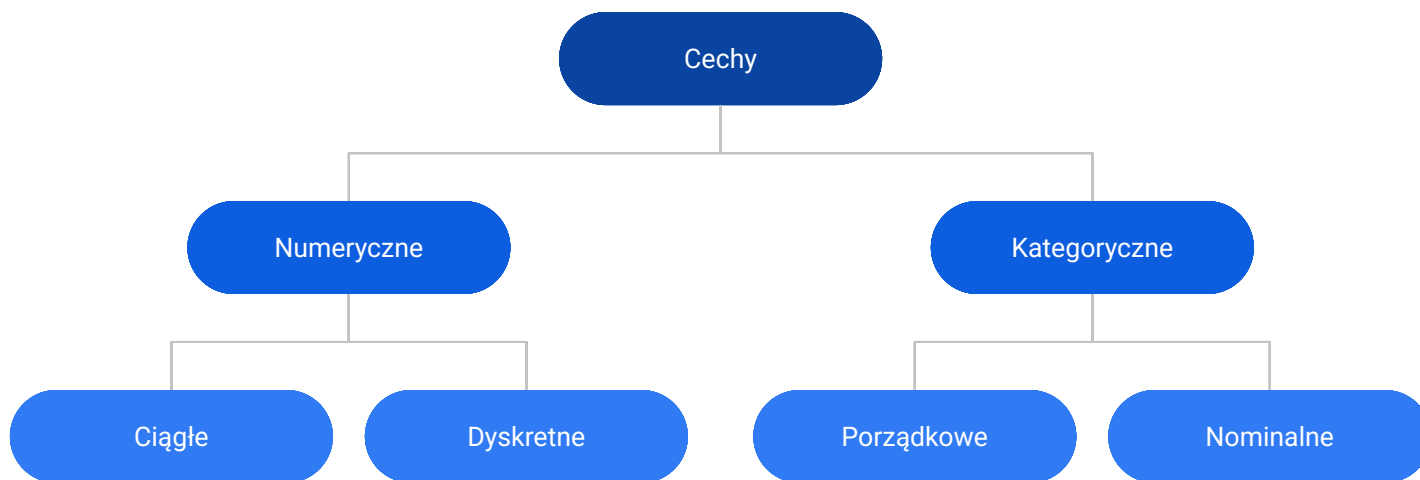 Cechy
Numeryczne
Kategoryczne
Ciągłe
Dyskretne
Porządkowe
Nominalne